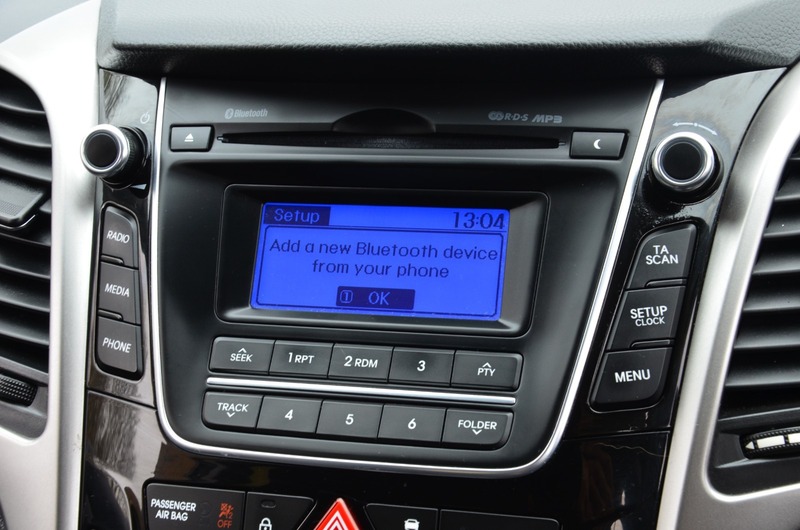 Bluetooth
R·D·S MP3
Setup 13:04
Add a new Bluetooth device
from your phone
1 OK
RADIO
MEDIA
PHONE
TA
SCAN
SETUP
CLOCK
MENU
SEEK
1 RPT
2 RDM
3
PTY
TRACK
4
5
6
FOLDER
PASSENGER
AIR BAG
OFF